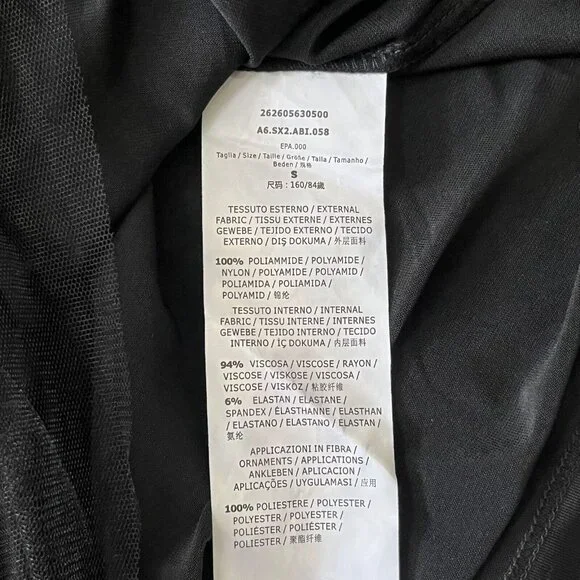 262605630500
A6.SX2.ABI.058
EPA.000
Taglia / Size / Taille / Größe / Talla / Tamanho /
Beden / 规格
S
尺码 : 160/84歲
TESSUTO ESTERNO / EXTERNAL
FABRIC / TISSU EXTERNE / EXTERNES
GEWEBE / TEJIDO EXTERNO / TECIDO
EXTERNO / DIŞ DOKUMA / 外层面料
100% POLIAMMIDE / POLYAMIDE /
NYLON / POLYAMIDE / POLYAMID /
POLIAMIDA / POLIAMIDA /
POLYAMID / 锦纶
TESSUTO INTERNO / INTERNAL
FABRIC / TISSU INTERNE / INTERNES
GEWEBE / TEJIDO INTERNO / TECIDO
INTERNO / İÇ DOKUMA / 内层面料
94% VISCOSA / VISCOSE / RAYON /
VISCOSE / VISKOSE / VISCOSA /
VISCOSE / VISKOZ / 粘胶纤维
6% ELASTAN / ELASTANE /
SPANDEX / ÉLASTHANNE / ELASTHAN
/ ELASTANO / ELASTANO / ELASTAN /
氨纶
APPLICAZIONI IN FIBRA /
ORNAMENTS / APPLICATIONS /
ANKLEBEN / APLICACION /
APLICAÇÕES / UYGULAMASI / 应用
100% POLIESTERE / POLYESTER /
POLYESTER / POLYESTER /
POLIÉSTER / POLIÉSTER /
POLIESTER / 聚酯纤维